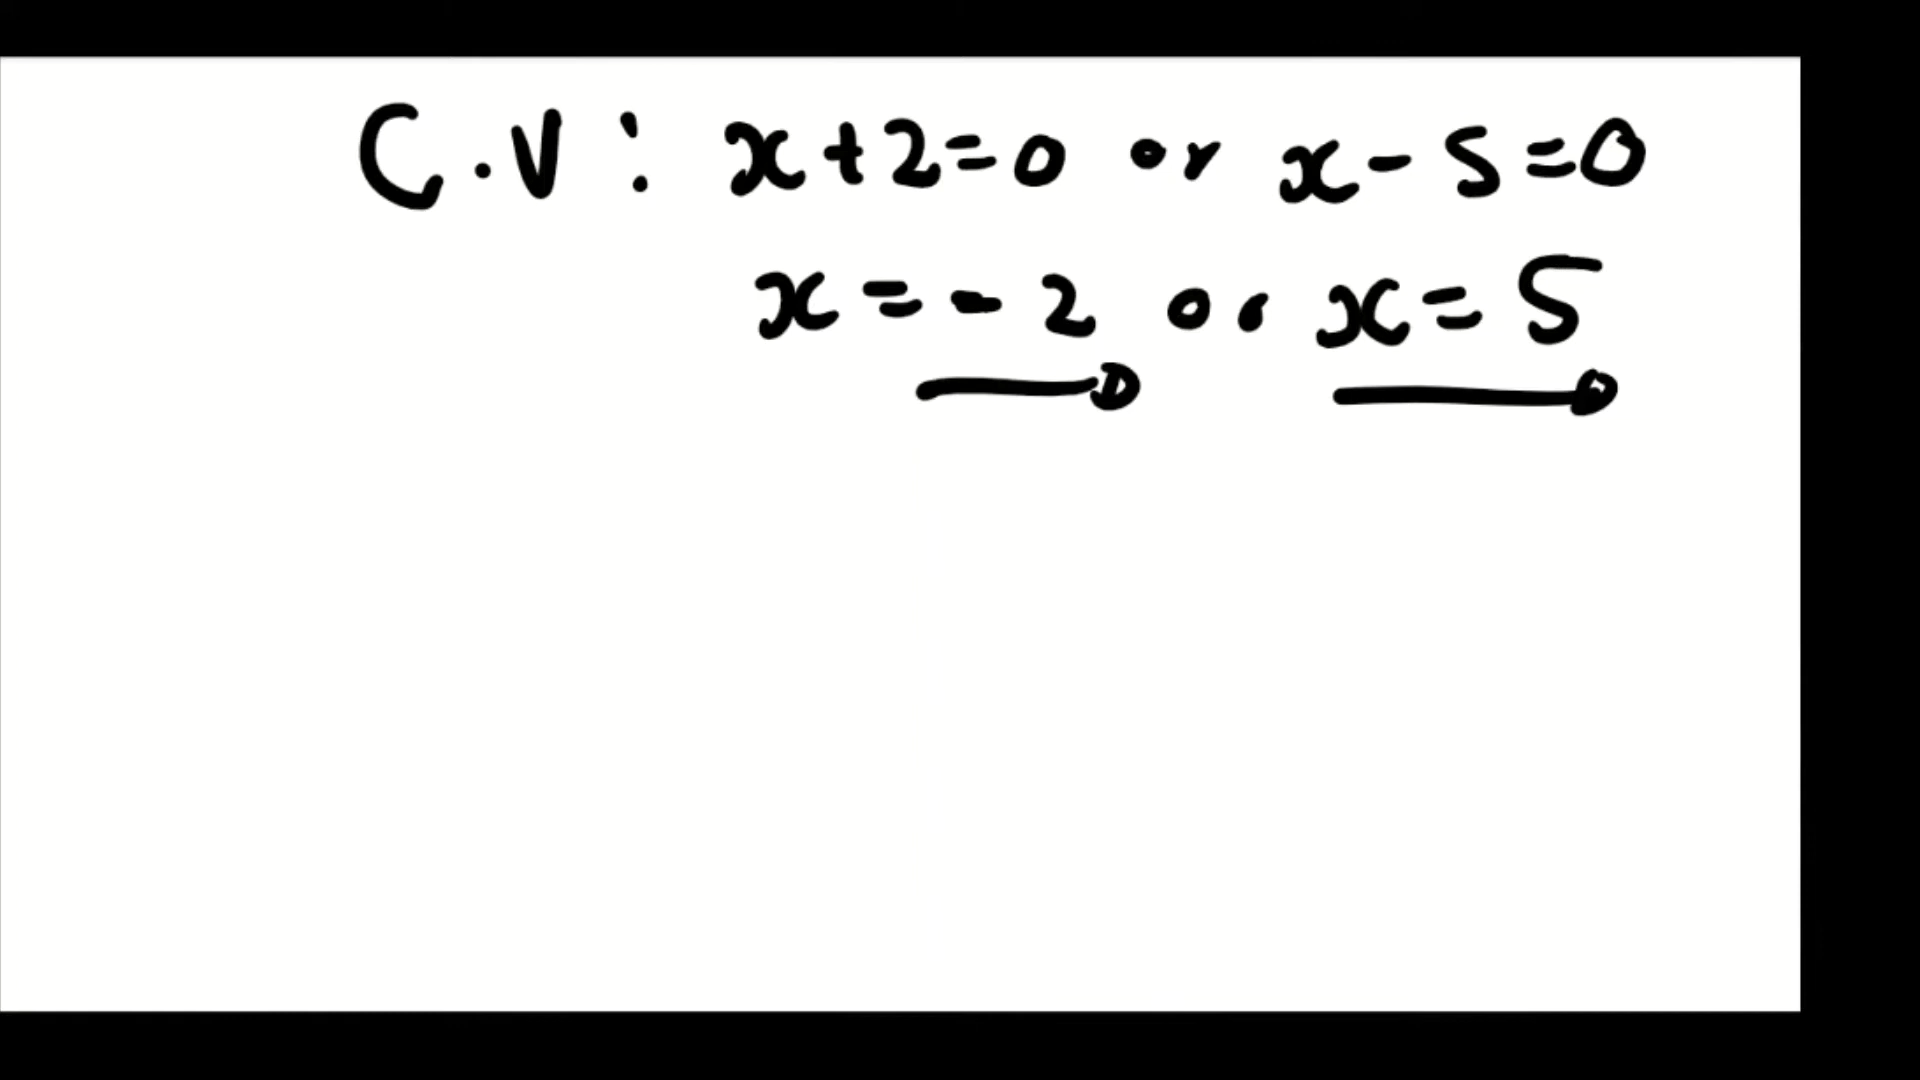 C.V: x+2=0 or x-5=0
x=-2 or x=5